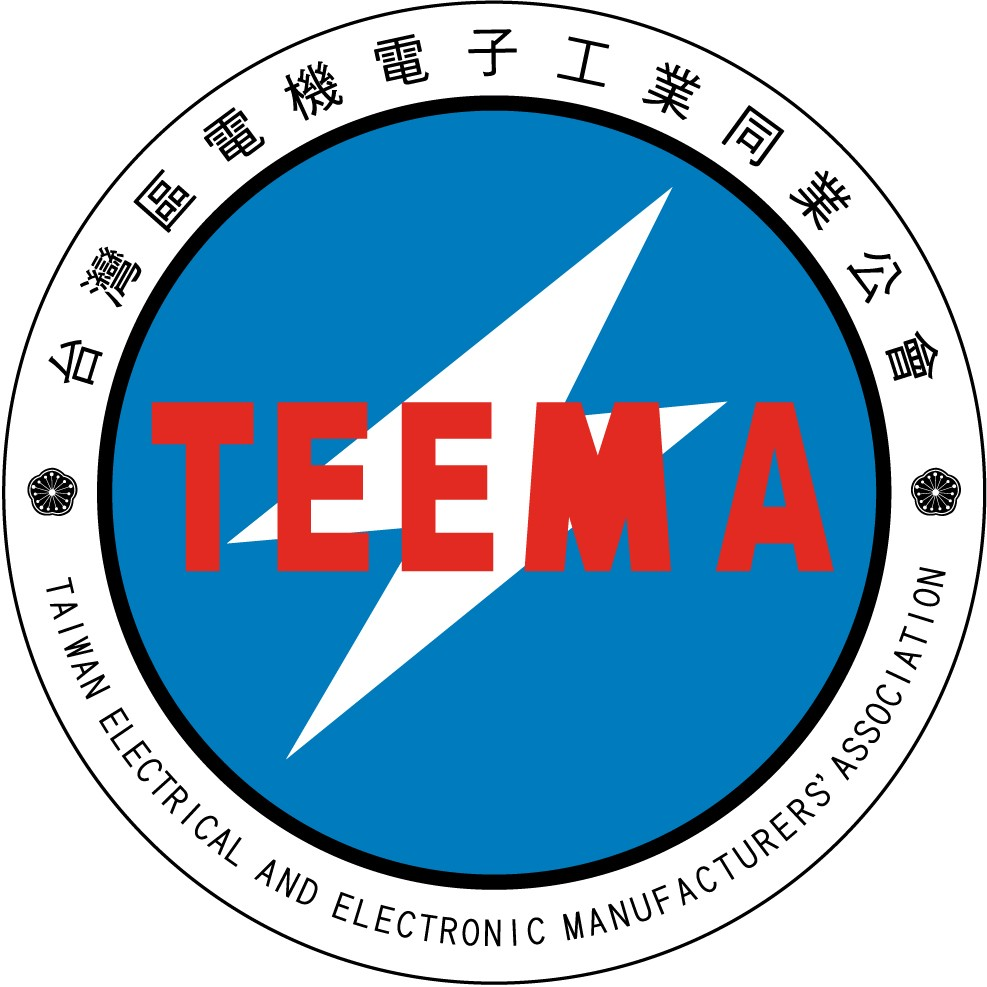 台灣區電機電子工業同業公會
TEEMA
TAIWAN ELECTRICAL AND ELECTRONIC MANUFACTURERS' ASSOCIATION